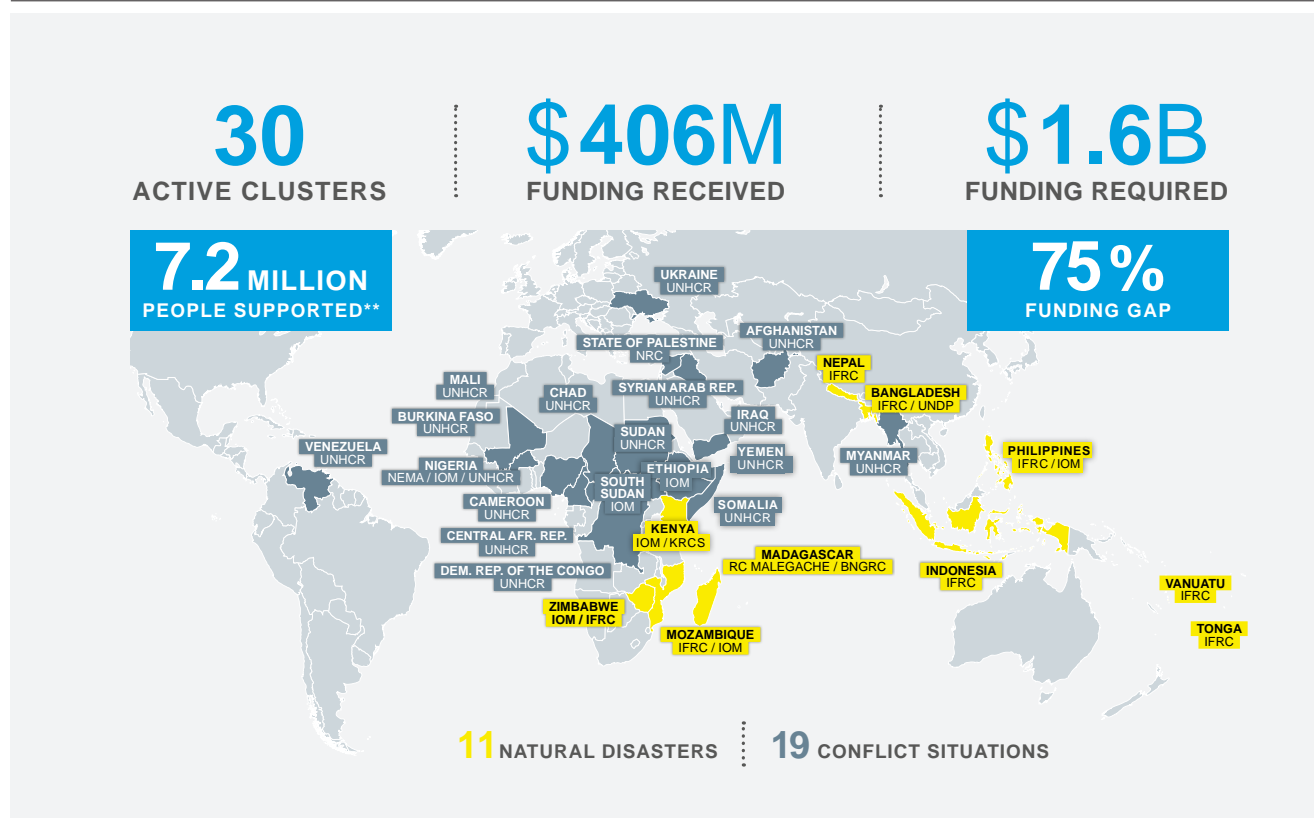 30
ACTIVE CLUSTERS
$406M
FUNDING RECEIVED
$1.6B
FUNDING REQUIRED
7.2 MILLION
PEOPLE SUPPORTED**
75%
FUNDING GAP
UKRAINE
UNHCR
STATE OF PALESTINE
NRC
AFGHANISTAN
UNHCR
NEPAL
IFRC
MALI
UNHCR
CHAD
UNHCR
SYRIAN ARAB REP.
UNHCR
BANGLADESH
IFRC / UNDP
BURKINA FASO
UNHCR
SUDAN
UNHCR
IRAQ
UNHCR
VENEZUELA
UNHCR
NIGERIA
NEMA / IOM / UNHCR
ETHIOPIA
IOM
YEMEN
UNHCR
MYANMAR
UNHCR
PHILIPPINES
IFRC / IOM
SOUTH
SUDAN
IOM
CAMEROON
UNHCR
SOMALIA
UNHCR
CENTRAL AFR. REP.
UNHCR
KENYA
IOM / KRCS
MADAGASCAR
RC MALEGACHE / BNGRC
DEM. REP. OF THE CONGO
UNHCR
INDONESIA
IFRC
VANUATU
IFRC
ZIMBABWE
IOM / IFRC
MOZAMBIQUE
IFRC / IOM
TONGA
IFRC
11 NATURAL DISASTERS
19 CONFLICT SITUATIONS